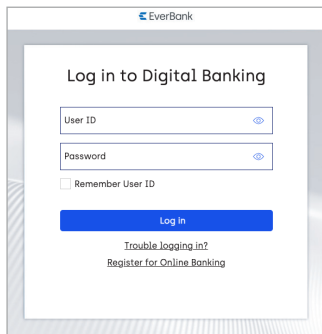 EverBank
Log in to Digital Banking
User ID
Password
Remember User ID
Log in
Trouble logging in?
Register for Online Banking